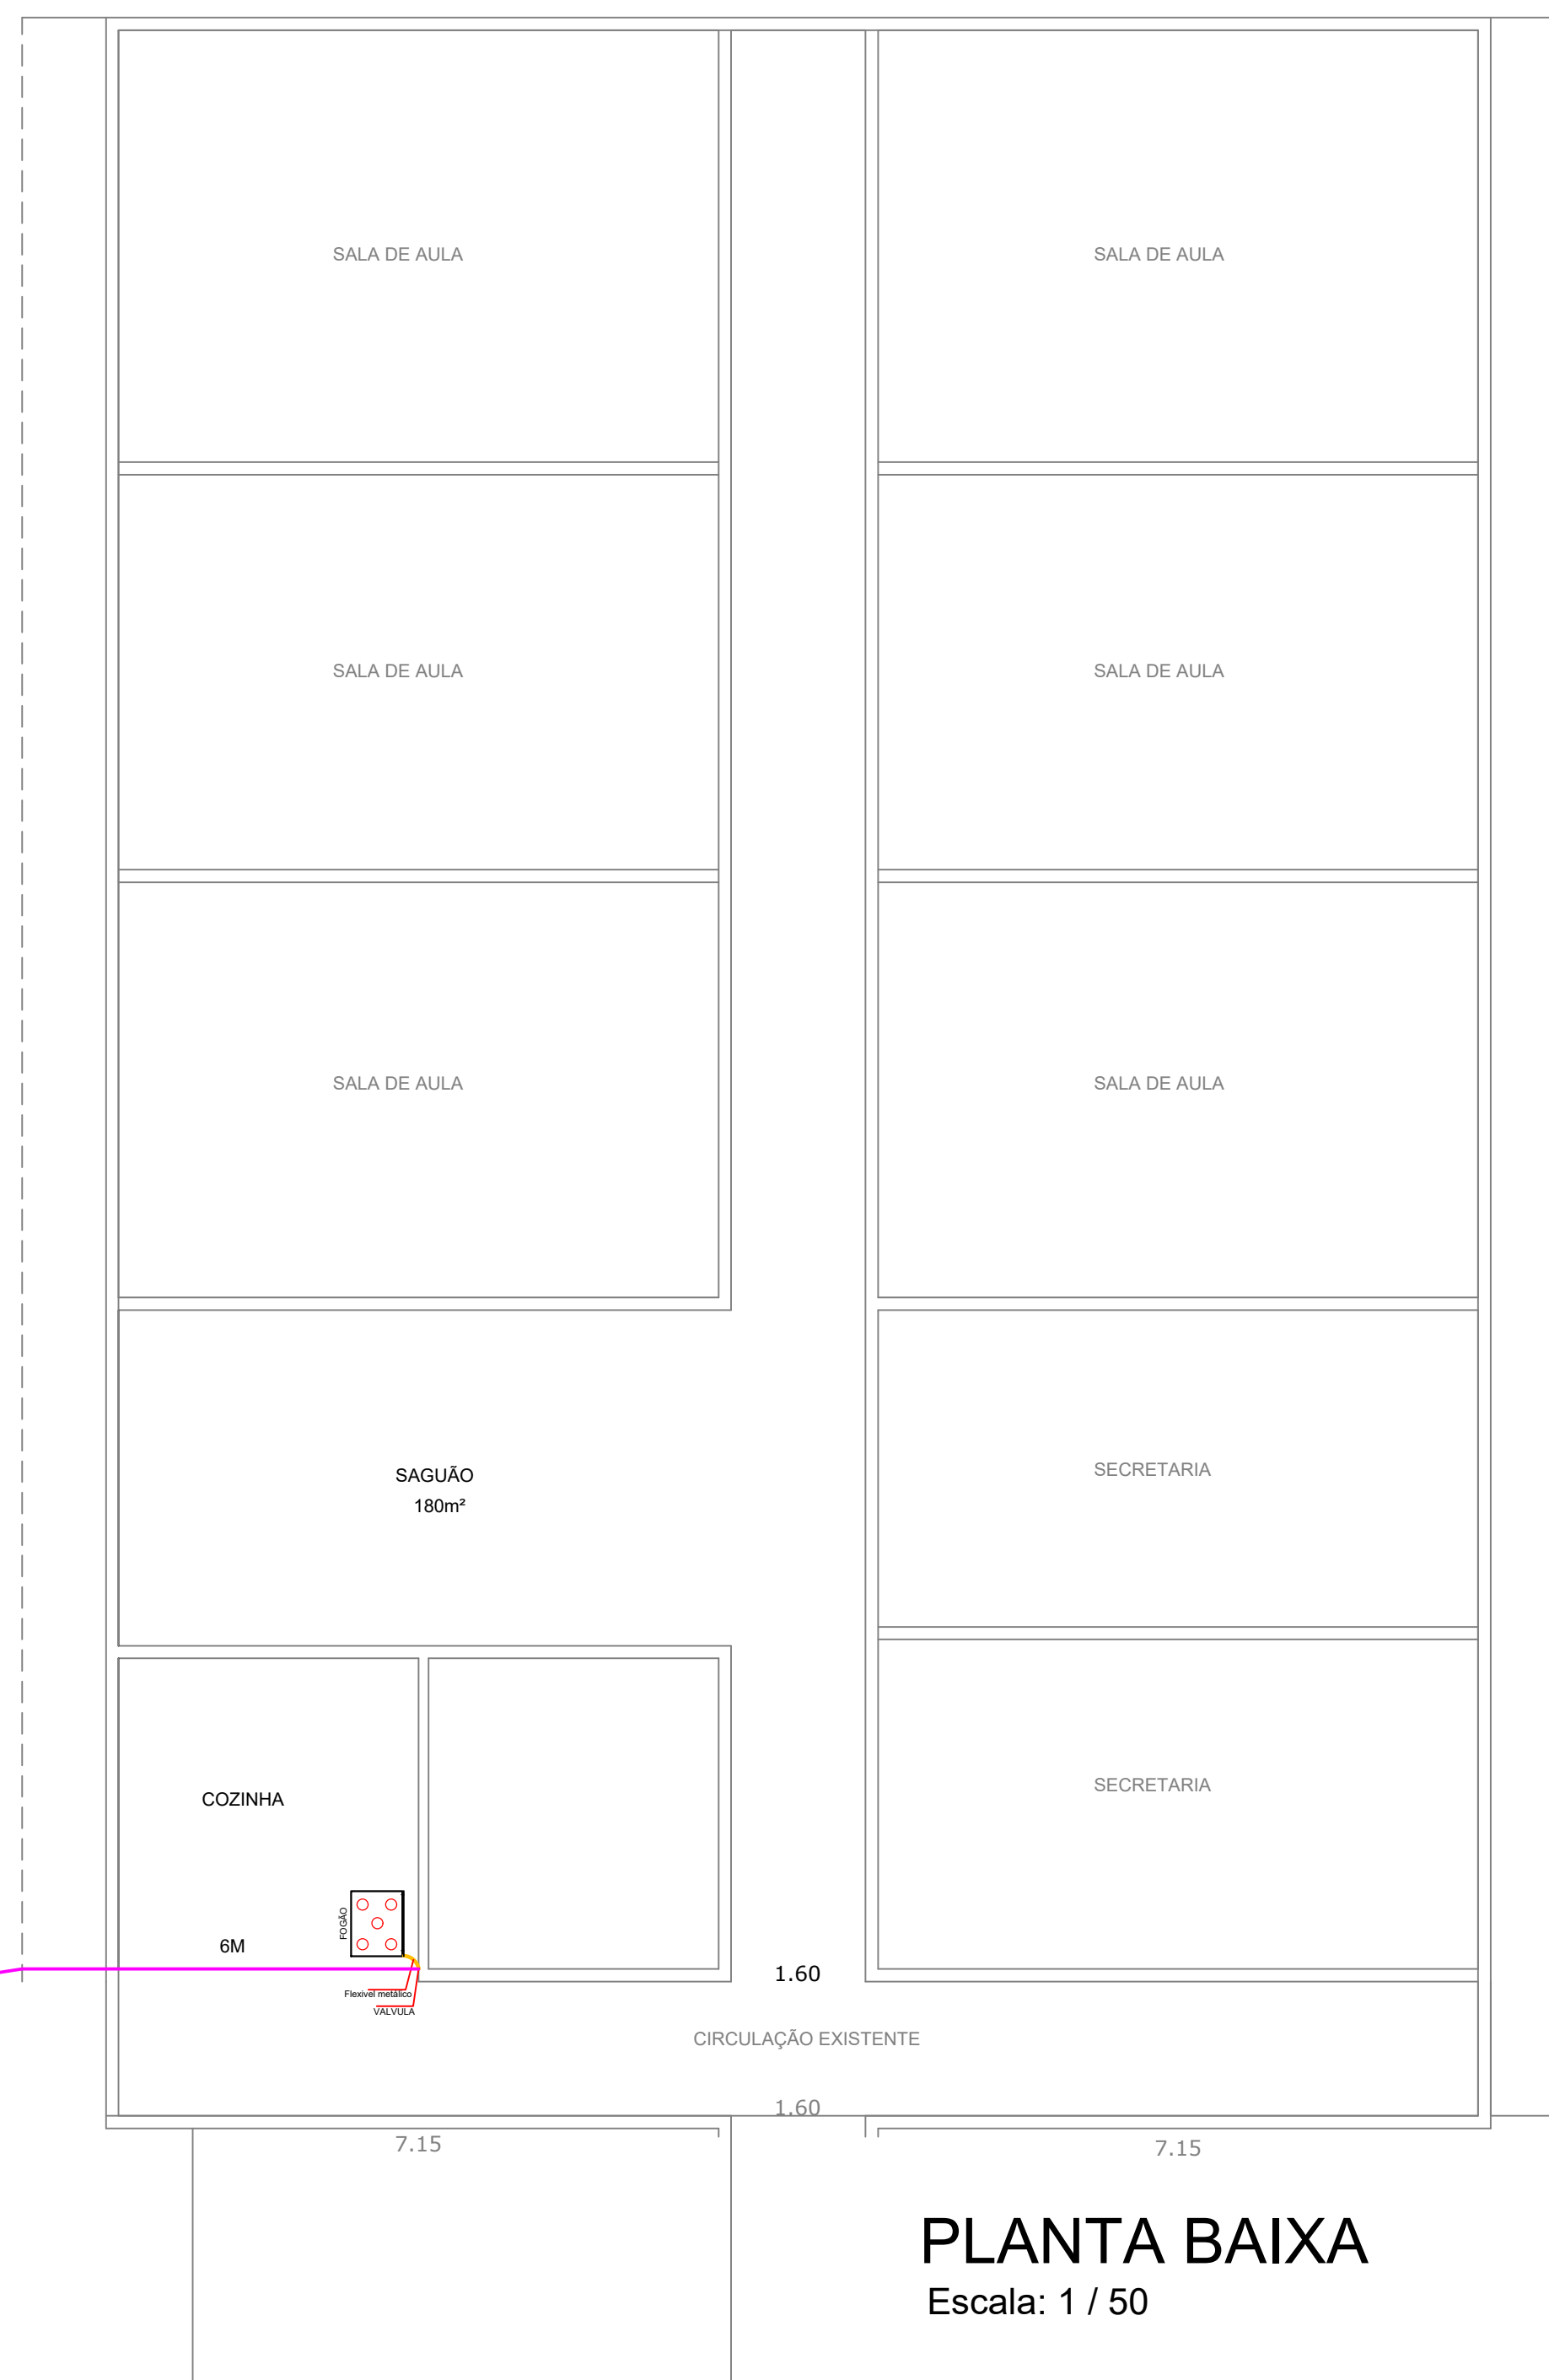 SALA DE AULA
SALA DE AULA
SALA DE AULA
SALA DE AULA
SALA DE AULA
SALA DE AULA
SAGUÃO
180m²
SECRETARIA
COZINHA
SECRETARIA
FOGÃO
6M
1.60
Flexivel metálico
VALVULA
CIRCULAÇÃO EXISTENTE
1.60
7.15
7.15
PLANTA BAIXA
Escala: 1 / 50